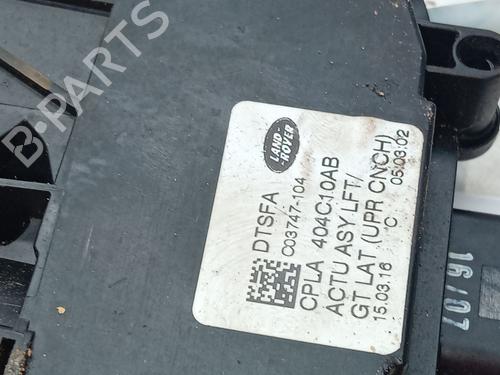 B-PARTS
LAND-
ROVER
DTSFA
C03747-104
CPLA 404C10AB
ACTU ASY LFT/
GT LAT (UPR CNCH)
15.03.16 C 05:03:02
16/07